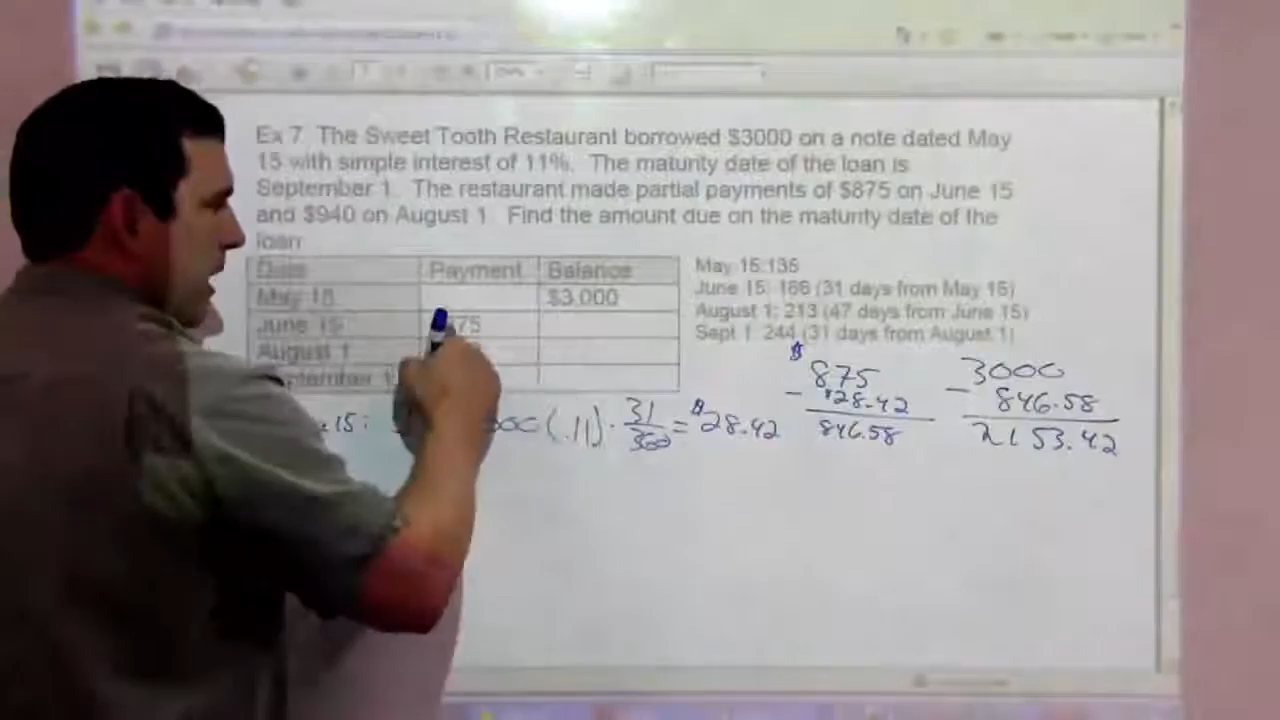 Ex 7. The Sweet Tooth Restaurant borrowed $3000 on a note dated May
15 with simple interest of 11%. The maturity date of the loan is
September 1. The restaurant made partial payments of $875 on June 15
and $940 on August 1. Find the amount due on the maturity date of the
loan
Date Payment Balance
May 15 $3,000
June 15 75
August 1
September 1
May 15:135
June 15: 166 (31 days from May 15)
August 1: 213 (47 days from June 15)
Sept 1: 244 (31 days from August 1)
15: (.11) · 31/360 = $28.42
$875
- $28.42
846.58
3000
- 846.58
2153.42